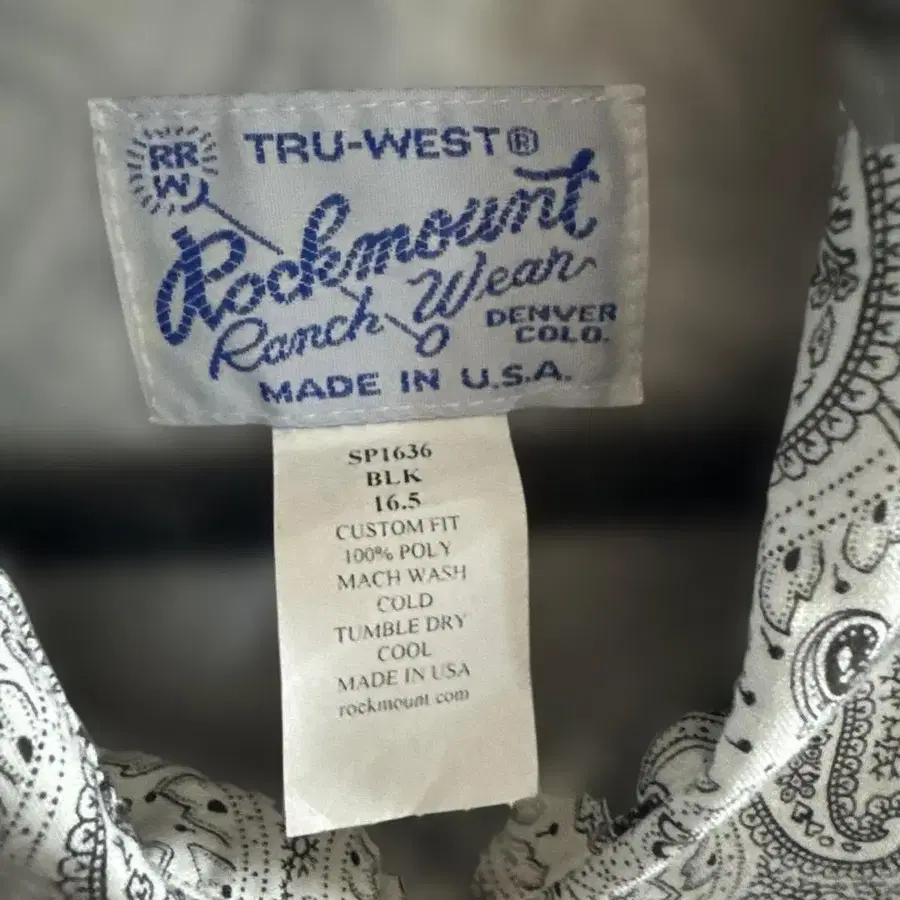 RR
W
TRU-WEST®
Rockmount
Ranch Wear
DENVER
COLO.
MADE IN U.S.A.
SP1636
BLK
16.5
CUSTOM FIT
100% POLY
MACH WASH
COLD
TUMBLE DRY
COOL
MADE IN USA
rockmount.com